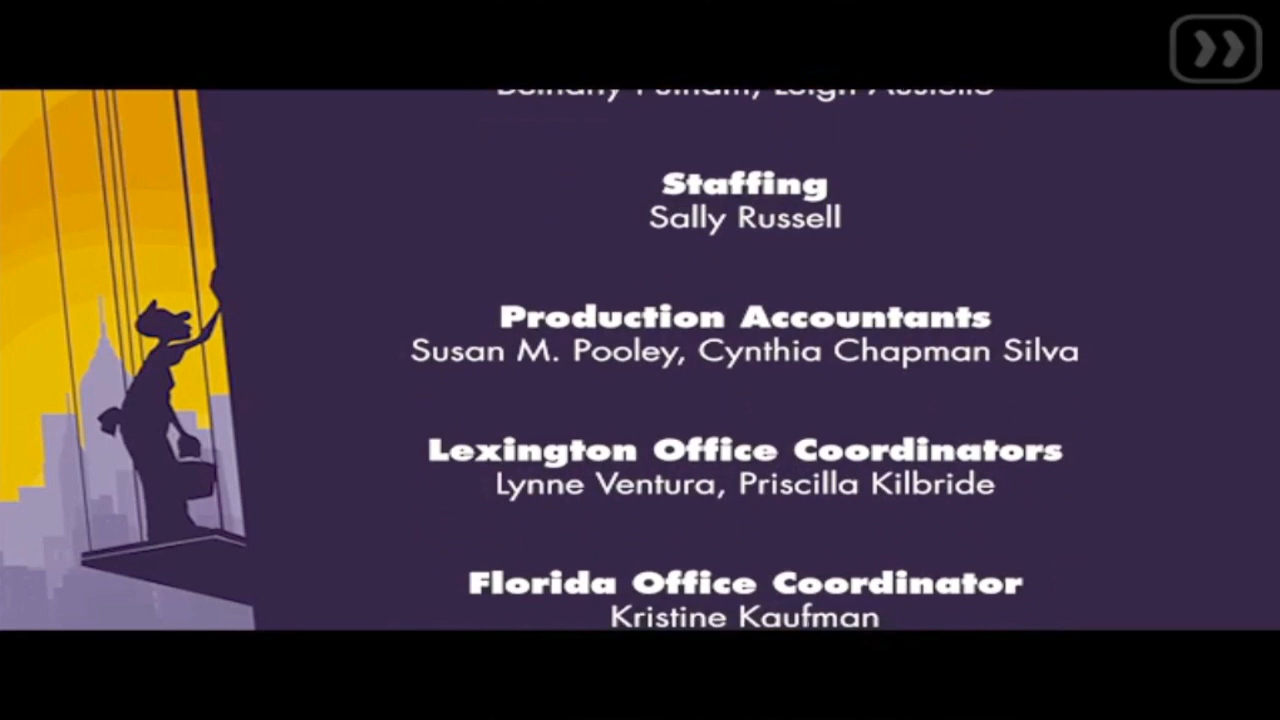 Staffing
Sally Russell
Production Accountants
Susan M. Pooley, Cynthia Chapman Silva
Lexington Office Coordinators
Lynne Ventura, Priscilla Kilbride
Florida Office Coordinator
Kristine Kaufman